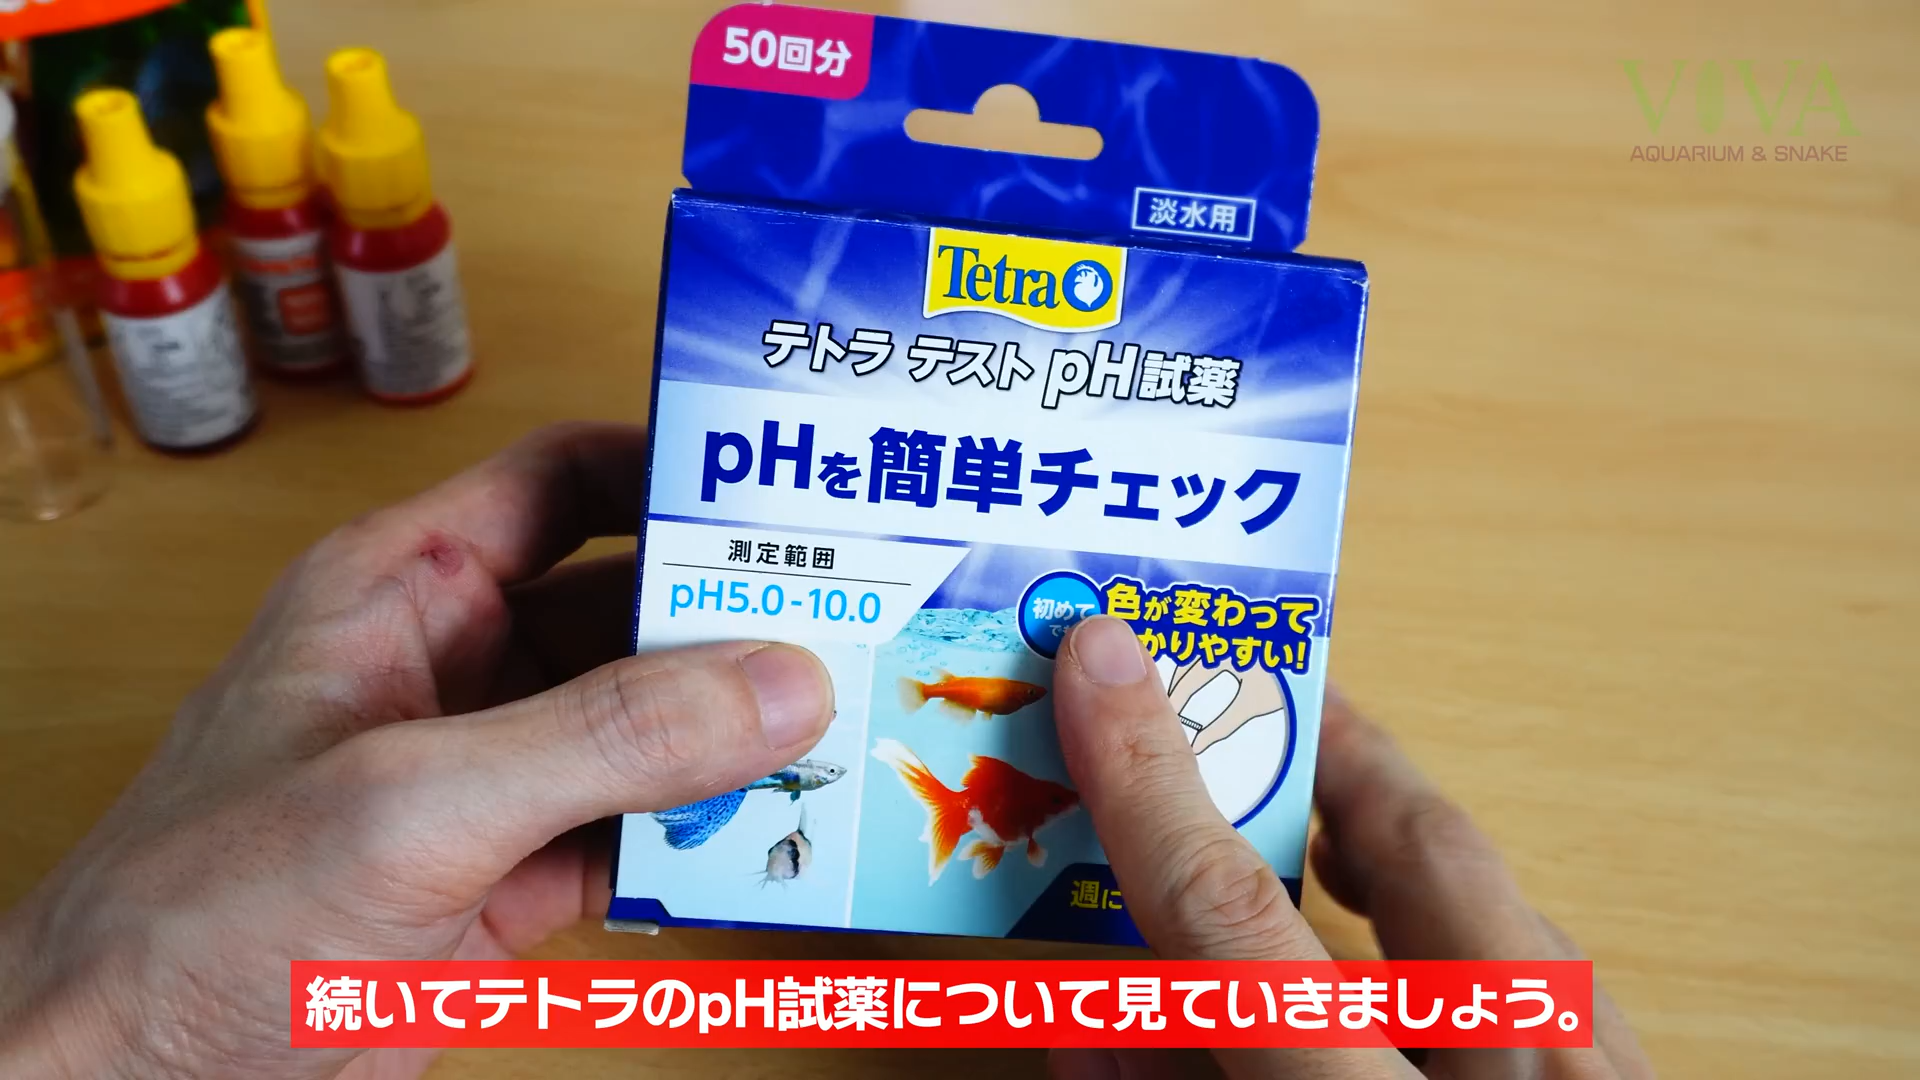 50回分
VIVA
AQUARIUM & SNAKE
淡水用
Tetra
テトラ テスト pH試薬
pHを簡単チェック
測定範囲
pH5.0-10.0
初めて
色が変わって
かりやすい!
週に
続いてテトラのpH試薬について見ていきましょう。